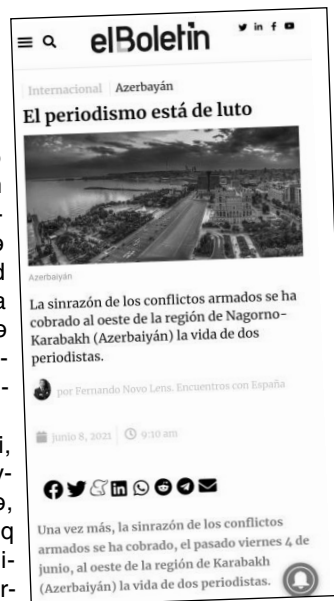 elBoletín
Internacional Azerbayán
El periodismo está de luto
Azerbaiyán
La sinrazón de los conflictos armados se ha
cobrado al oeste de la región de Nagorno-
Karabakh (Azerbaiyán) la vida de dos
periodistas.
por Fernando Novo Lens. Encuentros con España
junio 8, 2021 9:10 am
Una vez más, la sinrazón de los conflictos
armados se ha cobrado, el pasado viernes 4 de
junio, al oeste de la región de Karabakh
(Azerbaiyán) la vida de dos periodistas.